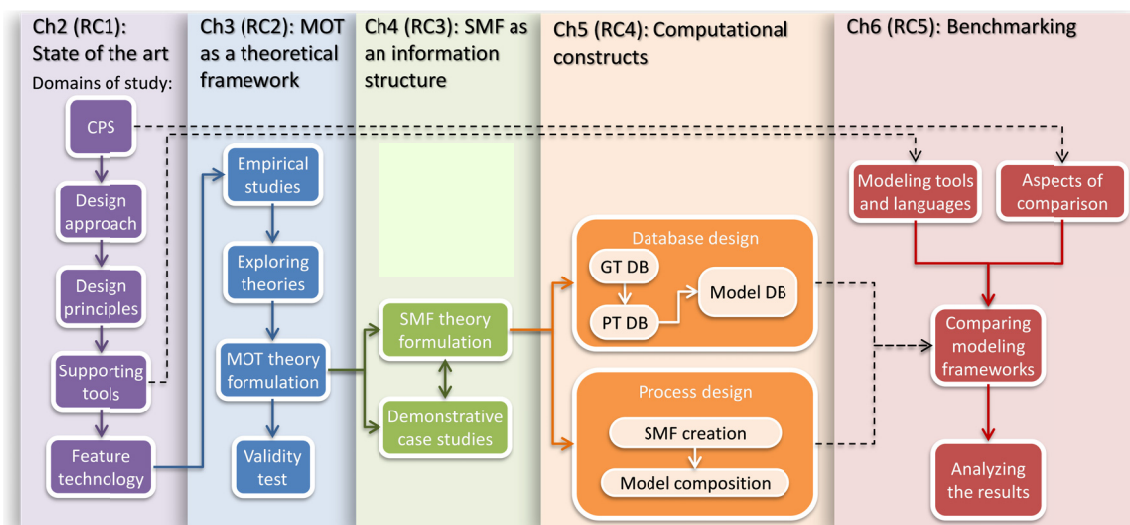 Ch2 (RC1):
State of the art
Domains of study:
CPS
Design
approach
Design
principles
Supporting
tools
Feature
technology
Ch3 (RC2): MOT
as a theoretical
framework
Empirical
studies
Exploring
theories
MOT theory
formulation
Validity
test
Ch4 (RC3): SMF as
an information
structure
SMF theory
formulation
Demonstrative
case studies
Ch5 (RC4): Computational
constructs
Database design
GT DB
PT DB
Model DB
Process design
SMF creation
Model composition
Ch6 (RC5): Benchmarking
Modeling tools
and languages
Aspects of
comparison
Comparing
modeling
frameworks
Analyzing
the results